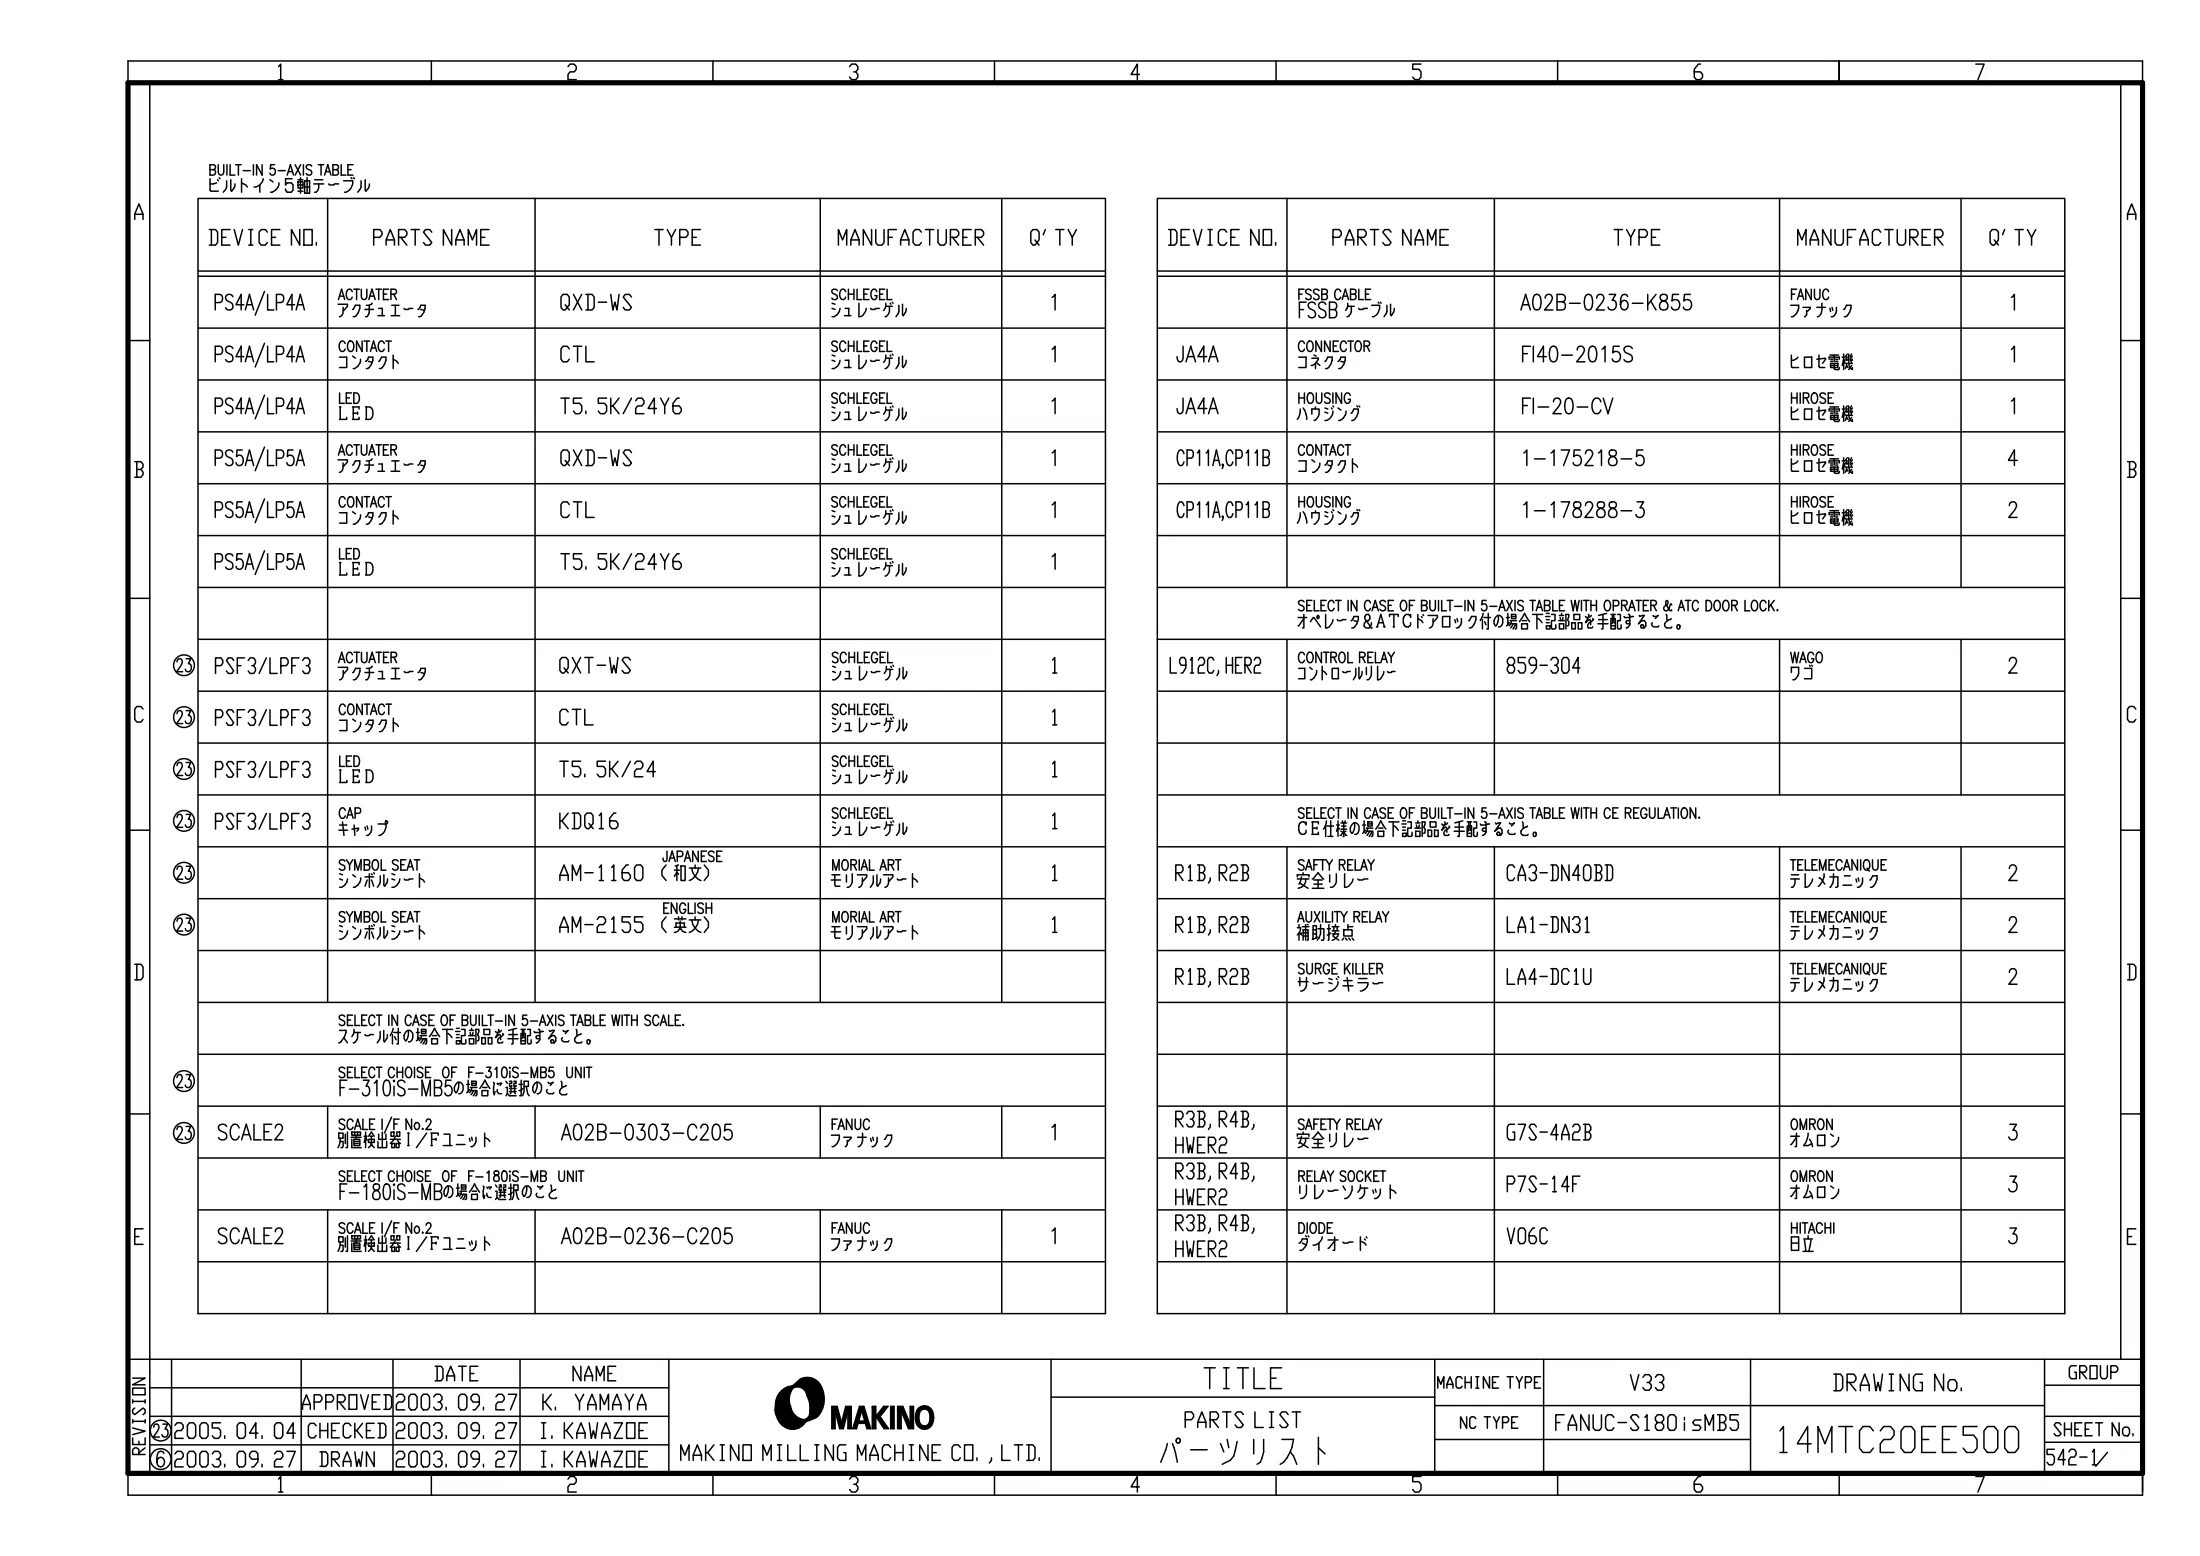 1 2 3 4 5 6 7
BUILT-IN 5-AXIS TABLE
ビルトイン5軸テーブル
A
B
C
D
E
DEVICE NO. PARTS NAME TYPE MANUFACTURER Q'TY
PS4A/LP4A ACTUATER QXD-WS SCHLEGEL 1
アクチュエータ シュレーゲル
PS4A/LP4A CONTACT CTL SCHLEGEL 1
コンタクト シュレーゲル
PS4A/LP4A LED T5.5K/24Y6 SCHLEGEL 1
LED シュレーゲル
PS5A/LP5A ACTUATER QXD-WS SCHLEGEL 1
アクチュエータ シュレーゲル
PS5A/LP5A CONTACT CTL SCHLEGEL 1
コンタクト シュレーゲル
PS5A/LP5A LED T5.5K/24Y6 SCHLEGEL 1
LED シュレーゲル
㉓ PSF3/LPF3 ACTUATER QXT-WS SCHLEGEL 1
アクチュエータ シュレーゲル
㉓ PSF3/LPF3 CONTACT CTL SCHLEGEL 1
コンタクト シュレーゲル
㉓ PSF3/LPF3 LED T5.5K/24 SCHLEGEL 1
LED シュレーゲル
㉓ PSF3/LPF3 CAP KDQ16 SCHLEGEL 1
キャップ シュレーゲル
㉓ SYMBOL SEAT AM-1160 JAPANESE (和文) MORIAL ART 1
シンボルシート モリアルアート
㉓ SYMBOL SEAT AM-2155 ENGLISH (英文) MORIAL ART 1
シンボルシート モリアルアート
SELECT IN CASE OF BUILT-IN 5-AXIS TABLE WITH SCALE.
スケール付の場合下記部品を手配すること。
㉓ SELECT CHOISE OF F-310iS-MB5 UNIT
F-310iS-MB5の場合に選択のこと
㉓ SCALE2 SCALE I/F No.2 A02B-0303-C205 FANUC 1
別置検出器I/Fユニット ファナック
SELECT CHOISE OF F-180iS-MB UNIT
F-180iS-MBの場合に選択のこと
SCALE2 SCALE I/F No.2 A02B-0236-C205 FANUC 1
別置検出器I/Fユニット ファナック
DEVICE NO. PARTS NAME TYPE MANUFACTURER Q'TY
FSSB CABLE A02B-0236-K855 FANUC 1
FSSBケーブル ファナック
JA4A CONNECTOR FI40-2015S 1
コネクタ ヒロセ電機
JA4A HOUSING FI-20-CV HIROSE 1
ハウジング ヒロセ電機
CP11A,CP11B CONTACT 1-175218-5 HIROSE 4
コンタクト ヒロセ電機
CP11A,CP11B HOUSING 1-178288-3 HIROSE 2
ハウジング ヒロセ電機
SELECT IN CASE OF BUILT-IN 5-AXIS TABLE WITH OPRATER & ATC DOOR LOCK.
オペレータ&ATCドアロック付の場合下記部品を手配すること。
L912C,HER2 CONTROL RELAY 859-304 WAGO 2
コントロールリレー ワゴ
SELECT IN CASE OF BUILT-IN 5-AXIS TABLE WITH CE REGULATION.
CE仕様の場合下記部品を手配すること。
R1B,R2B SAFTY RELAY CA3-DN40BD TELEMECANIQUE 2
安全リレー テレメカニック
R1B,R2B AUXILITY RELAY LA1-DN31 TELEMECANIQUE 2
補助接点 テレメカニック
R1B,R2B SURGE KILLER LA4-DC1U TELEMECANIQUE 2
サージキラー テレメカニック
R3B,R4B, SAFETY RELAY G7S-4A2B OMRON 3
HWER2 安全リレー オムロン
R3B,R4B, RELAY SOCKET P7S-14F OMRON 3
HWER2 リレーソケット オムロン
R3B,R4B, DIODE V06C HITACHI 3
HWER2 ダイオード 日立
A
B
C
D
E
REVISION
DATE NAME
APPROVED 2003.09.27 K. YAMAYA
㉓ 2005.04.04 CHECKED 2003.09.27 I. KAWAZOE
⑥ 2003.09.27 DRAWN 2003.09.27 I. KAWAZOE
MAKINO
MAKINO MILLING MACHINE CO.,LTD.
TITLE
PARTS LIST
パーツリスト
MACHINE TYPE V33
NC TYPE FANUC-S180isMB5
DRAWING No.
14MTC20EE500
GROUP
SHEET No.
542-1/
1 2 3 4 5 6 7